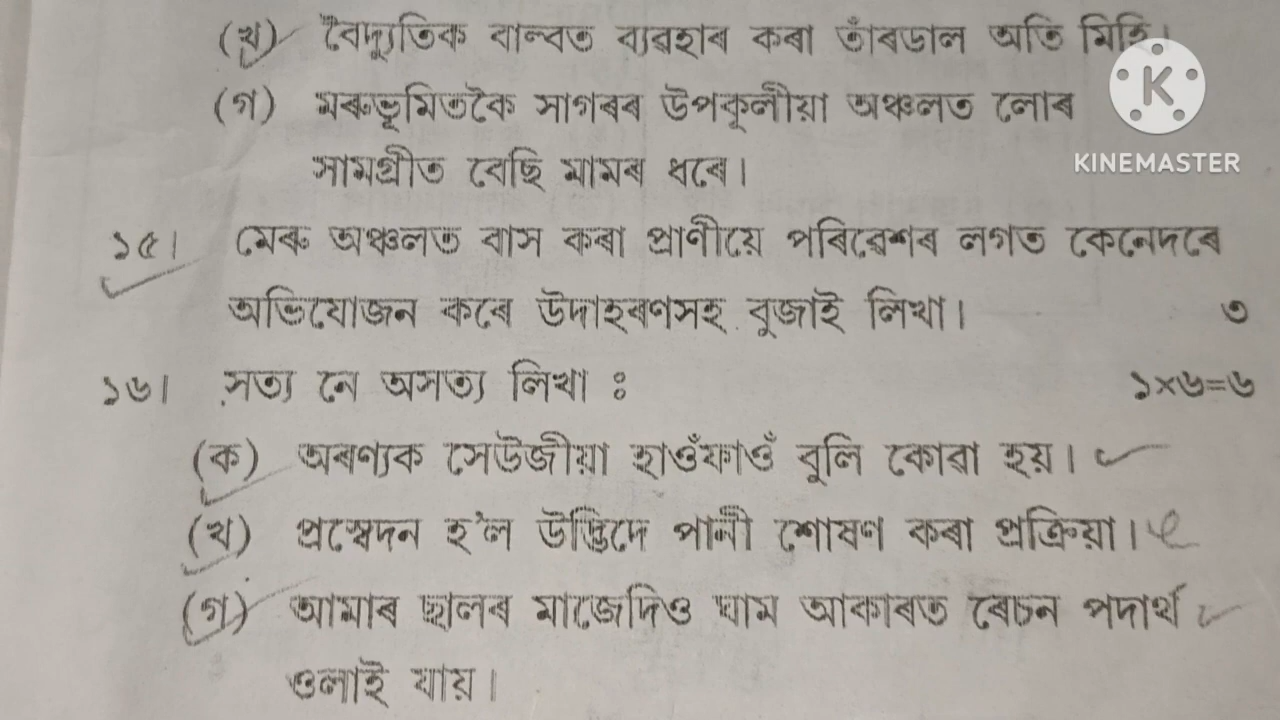 (খ) বৈদ্যুতিক বাল্বত ব্যৱহাৰ কৰা তাঁৰডাল অতি মিহি।
(গ) মৰুভূমিতকৈ সাগৰৰ উপকূলীয়া অঞ্চলত লোৰ
সামগ্ৰীত বেছি মামৰ ধৰে।
K
KINEMASTER
১৫। মেৰু অঞ্চলত বাস কৰা প্ৰাণীয়ে পৰিৱেশৰ লগত কেনেদৰে
অভিযোজন কৰে উদাহৰণসহ বুজাই লিখা। ৩
১৬। সত্য নে অসত্য লিখা : ১×৬=৬
(ক) অৰণ্যক সেউজীয়া হাওঁফাওঁ বুলি কোৱা হয়।
(খ) প্ৰস্বেদন হ'ল উদ্ভিদে পানী শোষণ কৰা প্ৰক্ৰিয়া।
(গ) আমাৰ ছালৰ মাজেদিও ঘাম আকাৰত ৰেচন পদাৰ্থ
ওলাই যায়।